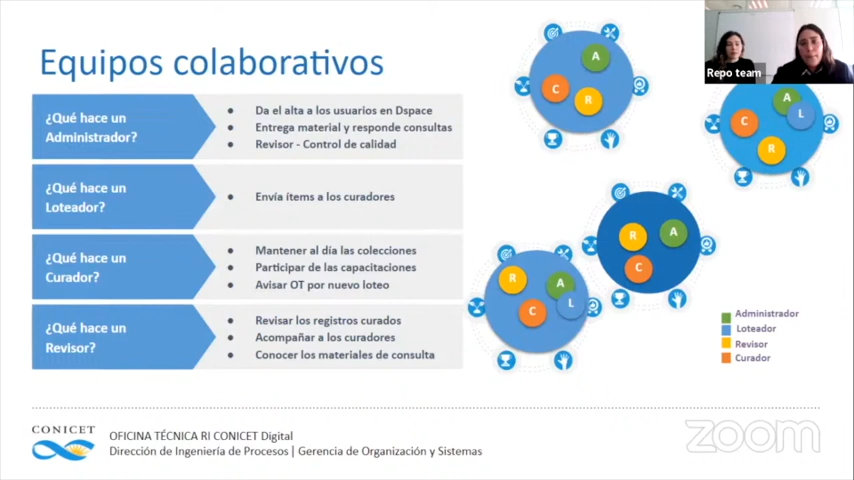 Equipos colaborativos
¿Qué hace un
Administrador?
● Da el alta a los usuarios en Dspace
● Entrega material y responde consultas
● Revisor - Control de calidad
¿Qué hace un
Loteador?
● Envía ítems a los curadores
¿Qué hace un
Curador?
● Mantener al día las colecciones
● Participar de las capacitaciones
● Avisar OT por nuevo loteo
¿Qué hace un
Revisor?
● Revisar los registros curados
● Acompañar a los curadores
● Conocer los materiales de consulta
A
C
R
Repo team
A
L
C
R
R
A
C
R
A
L
C
Administrador
Loteador
Revisor
Curador
CONICET
OFICINA TÉCNICA RI CONICET Digital
Dirección de Ingeniería de Procesos | Gerencia de Organización y Sistemas
zoom